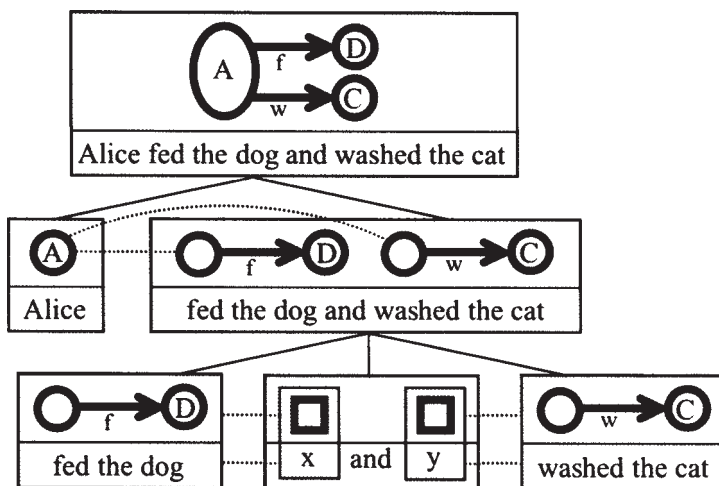 A f D
w C
Alice fed the dog and washed the cat
A f D w C
Alice fed the dog and washed the cat
f D w C
fed the dog x and y washed the cat